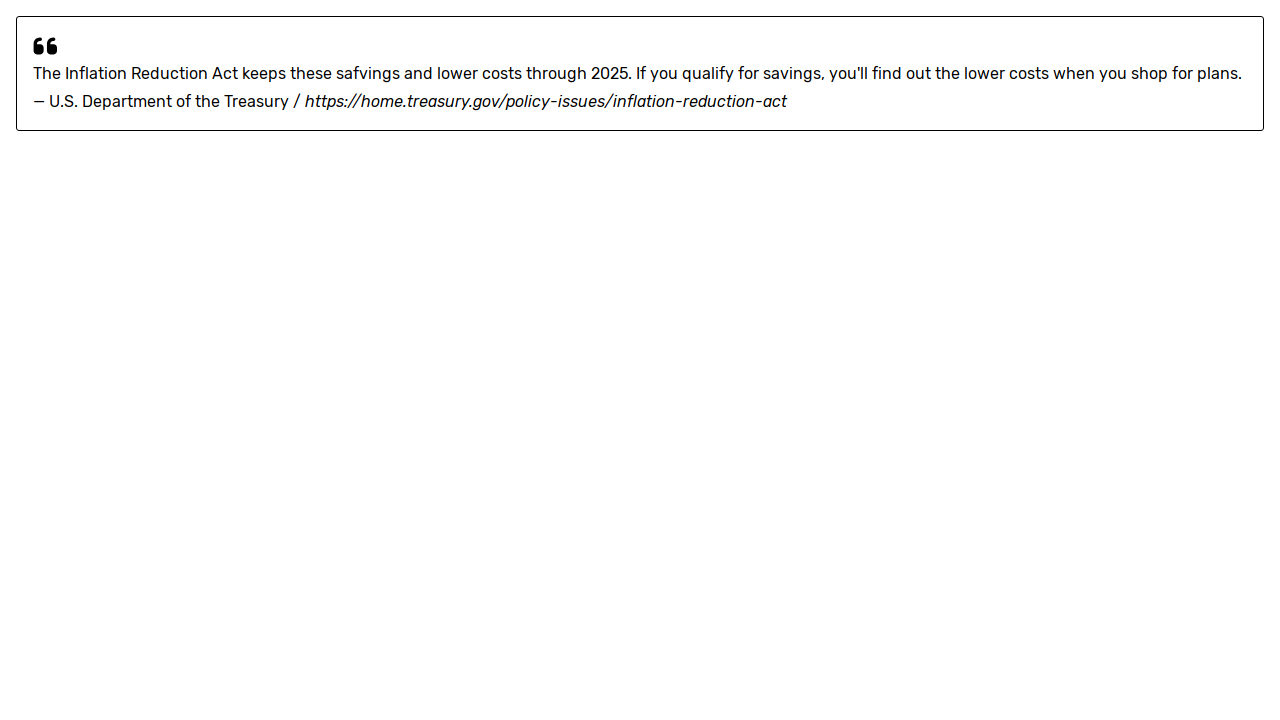 “
The Inflation Reduction Act keeps these safvings and lower costs through 2025. If you qualify for savings, you'll find out the lower costs when you shop for plans.
— U.S. Department of the Treasury / https://home.treasury.gov/policy-issues/inflation-reduction-act